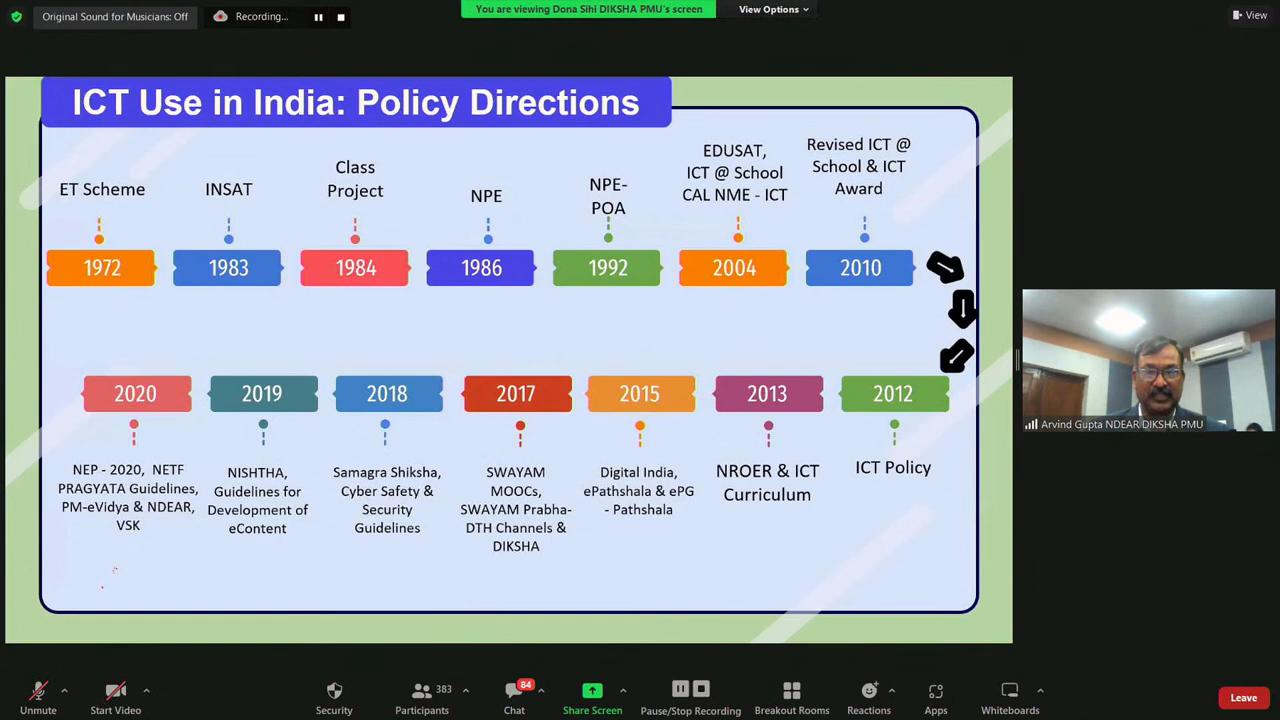 Original Sound for Musicians: Off
Recording...
You are viewing Dona Sihi DIKSHA PMU's screen
View Options
View
ICT Use in India: Policy Directions
ET Scheme
INSAT
Class
Project
NPE
NPE-
POA
EDUSAT,
ICT @ School
CAL NME - ICT
Revised ICT @
School & ICT
Award
1972
1983
1984
1986
1992
2004
2010
2020
2019
2018
2017
2015
2013
2012
NEP - 2020, NETF
PRAGYATA Guidelines,
PM-eVidya & NDEAR,
VSK
NISHTHA,
Guidelines for
Development of
eContent
Samagra Shiksha,
Cyber Safety &
Security
Guidelines
SWAYAM
MOOCs,
SWAYAM Prabha-
DTH Channels &
DIKSHA
Digital India,
ePathshala & ePG
- Pathshala
NROER & ICT
Curriculum
ICT Policy
Arvind Gupta NDEAR DIKSHA PMU
Unmute
Start Video
Security
383
Participants
84
Chat
Share Screen
Pause/Stop Recording
Breakout Rooms
Reactions
Apps
Whiteboards
Leave